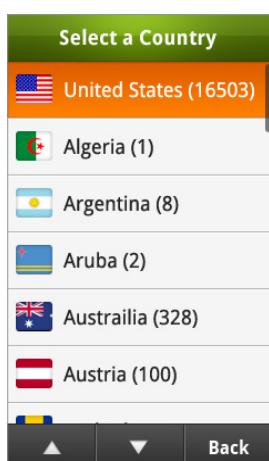 Select a Country
United States (16503)
Algeria (1)
Argentina (8)
Aruba (2)
Austrailia (328)
Austria (100)
Back